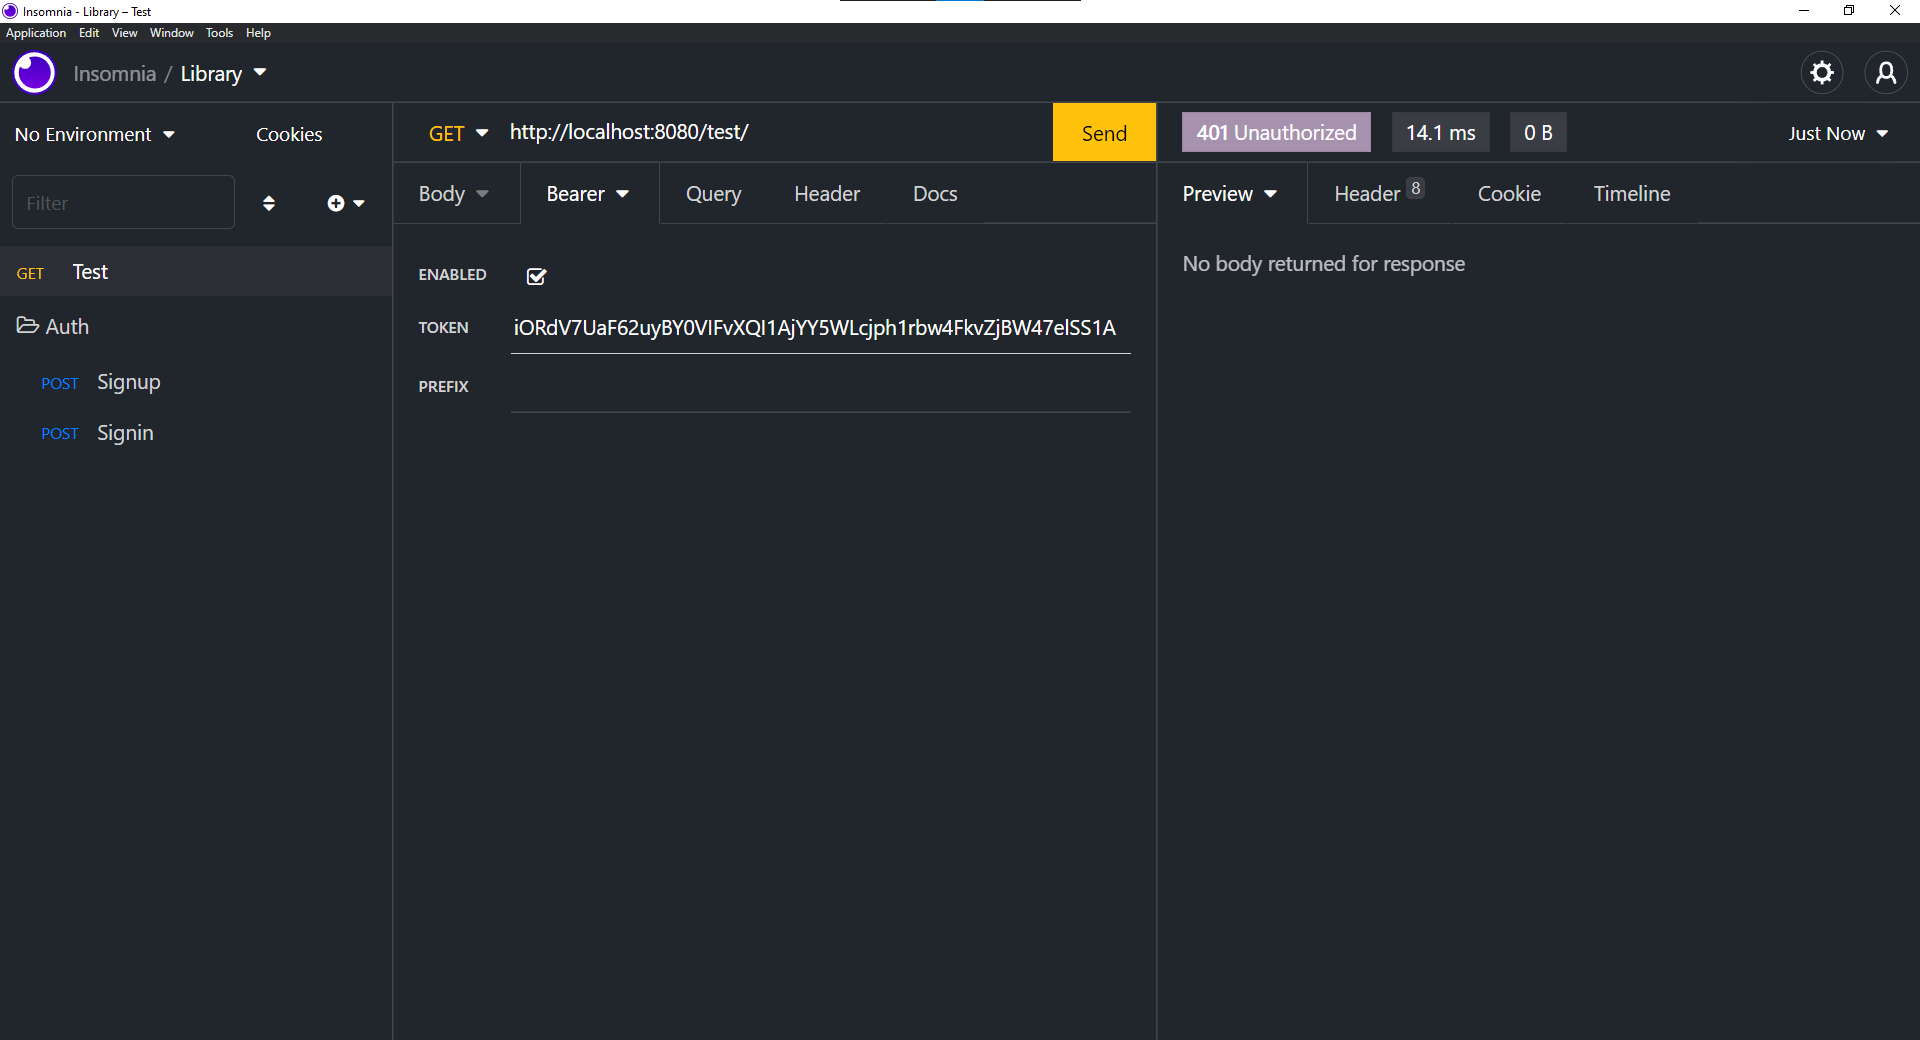 Insomnia - Library – Test
Application Edit View Window Tools Help
Insomnia / Library
No Environment Cookies
GET http://localhost:8080/test/ Send
401 Unauthorized 14.1 ms 0 B Just Now
Filter
Body Bearer Query Header Docs
Preview Header 8 Cookie Timeline
GET Test
Auth
POST Signup
POST Signin
ENABLED
TOKEN iORdV7UaF62uyBY0VIFvXQI1AjYY5WLcjph1rbw4FkvZjBW47elSS1A
PREFIX
No body returned for response